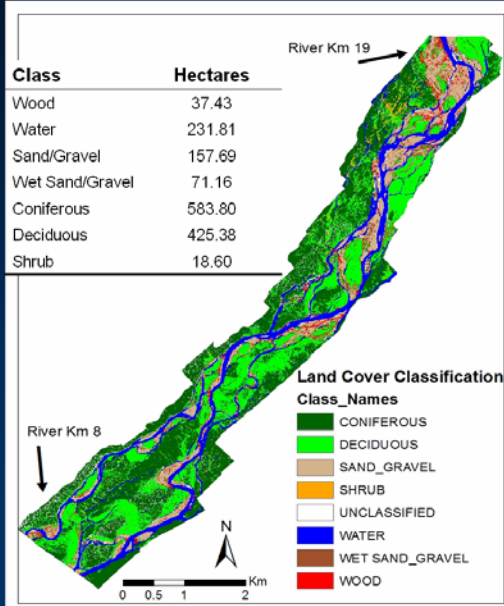 River Km 19
Class Hectares
Wood 37.43
Water 231.81
Sand/Gravel 157.69
Wet Sand/Gravel 71.16
Coniferous 583.80
Deciduous 425.38
Shrub 18.60
Land Cover Classification
Class_Names
CONIFEROUS
DECIDUOUS
SAND_GRAVEL
SHRUB
UNCLASSIFIED
WATER
WET SAND_GRAVEL
WOOD
River Km 8
N
Km
0 0.5 1 2